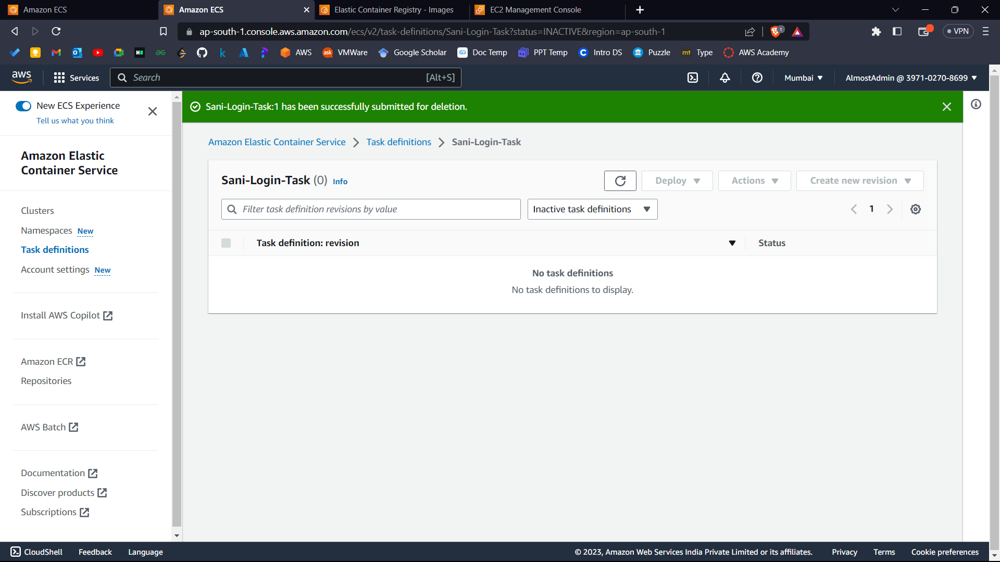 Amazon ECS
Amazon ECS
Elastic Container Registry - Images
EC2 Management Console
ap-south-1.console.aws.amazon.com/ecs/v2/task-definitions/Sani-Login-Task?status=INACTIVE&region=ap-south-1
1
VPN
AWS
VMWare
Google Scholar
Doc Temp
PPT Temp
Intro DS
Puzzle
mt Type
AWS Academy
aws
Services
Search
[Alt+S]
Mumbai
AlmostAdmin @ 3971-0270-8699
New ECS Experience
Tell us what you think
Sani-Login-Task:1 has been successfully submitted for deletion.
Amazon Elastic Container Service
Task definitions
Sani-Login-Task
Amazon Elastic
Container Service
Clusters
Namespaces New
Task definitions
Account settings New
Install AWS Copilot
Amazon ECR
Repositories
AWS Batch
Documentation
Discover products
Subscriptions
Sani-Login-Task (0) Info
Deploy
Actions
Create new revision
Filter task definition revisions by value
Inactive task definitions
1
Task definition: revision
Status
No task definitions
No task definitions to display.
CloudShell
Feedback
Language
© 2023, Amazon Web Services India Private Limited or its affiliates.
Privacy
Terms
Cookie preferences